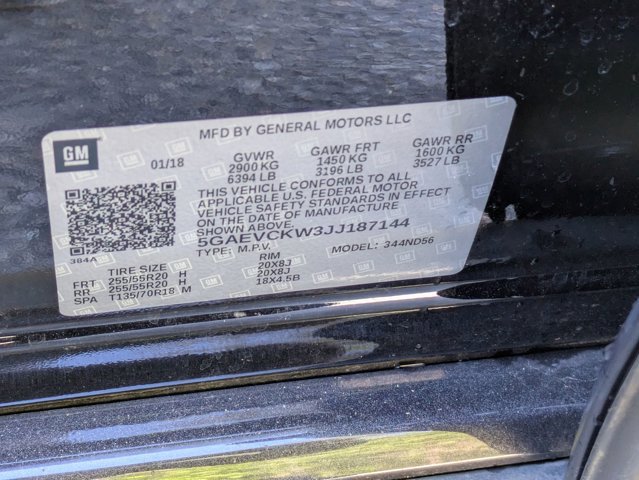 MFD BY GENERAL MOTORS LLC
GM
01/18 GVWR GAWR FRT GAWR RR
2900 KG 1450 KG 1600 KG
6394 LB 3196 LB 3527 LB
THIS VEHICLE CONFORMS TO ALL
APPLICABLE U.S. FEDERAL MOTOR
VEHICLE SAFETY STANDARDS IN EFFECT
ON THE DATE OF MANUFACTURE
5GAEVCKW3JJ187144
TYPE: M.P.V. MODEL: 344ND56
384A
TIRE SIZE RIM
FRT 255/55R20 H 20X8J
RR 255/55R20 H 20X8J
SPA T135/70R18 M 18X4.5B